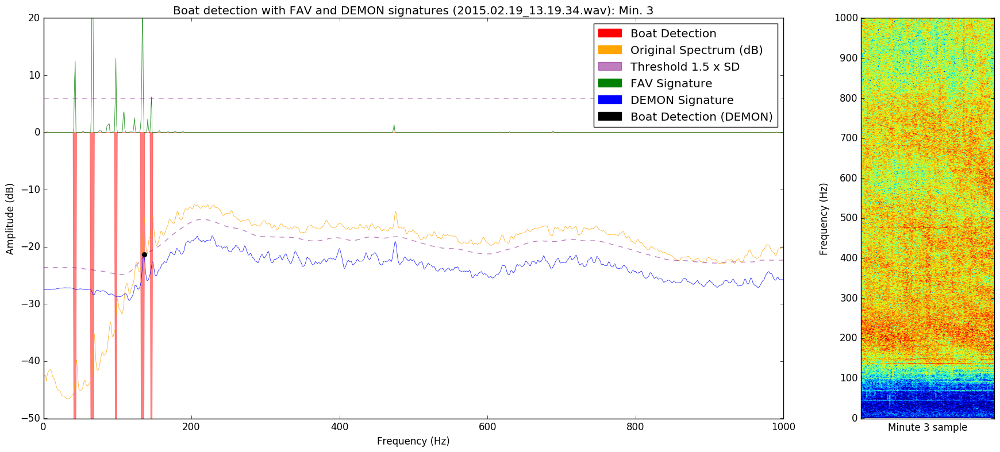 Boat detection with FAV and DEMON signatures (2015.02.19_13.19.34.wav): Min. 3
Boat Detection
Original Spectrum (dB)
Threshold 1.5 x SD
FAV Signature
DEMON Signature
Boat Detection (DEMON)
Amplitude (dB)
20
10
0
−10
−20
−30
−40
−50
0
200
400
600
800
1000
Frequency (Hz)
Frequency (Hz)
1000
900
800
700
600
500
400
300
200
100
0
Minute 3 sample